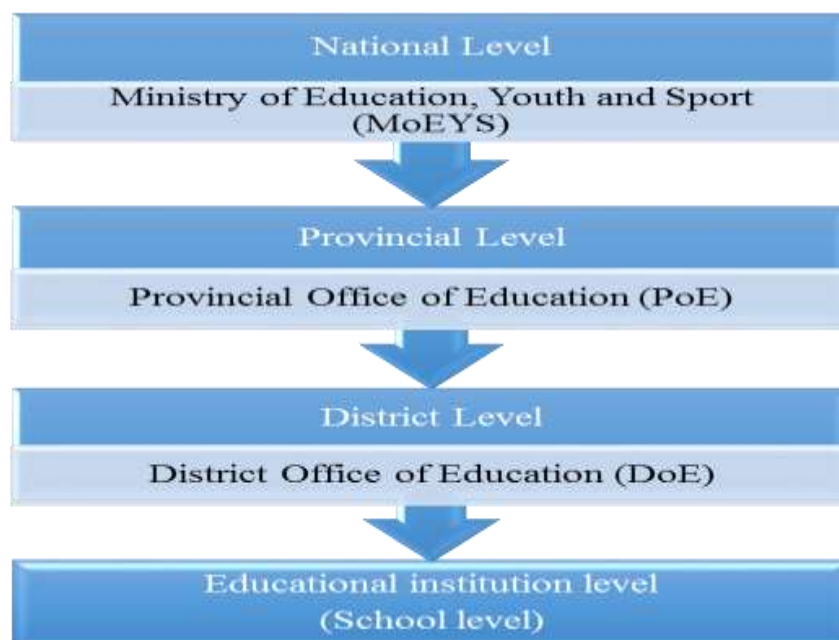 National Level
Ministry of Education, Youth and Sport
(MoEYS)
Provincial Level
Provincial Office of Education (PoE)
District Level
District Office of Education (DoE)
Educational institution level
(School level)